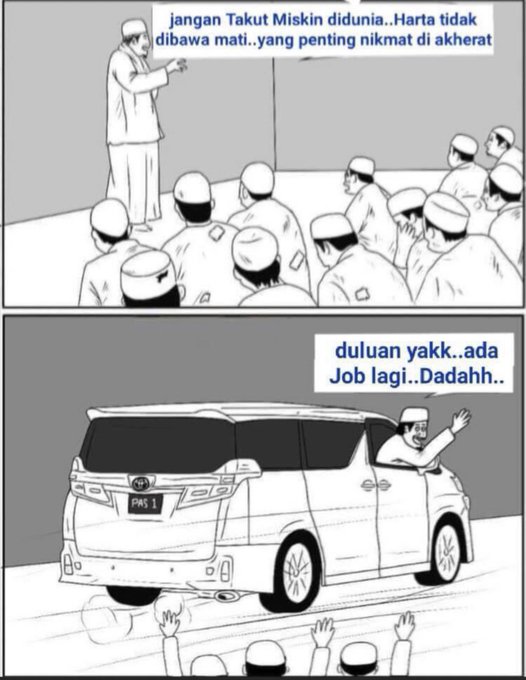 jangan Takut Miskin didunia..Harta tidak
dibawa mati..yang penting nikmat di akherat
duluan yakk..ada
Job lagi..Dadahh..
PAS 1